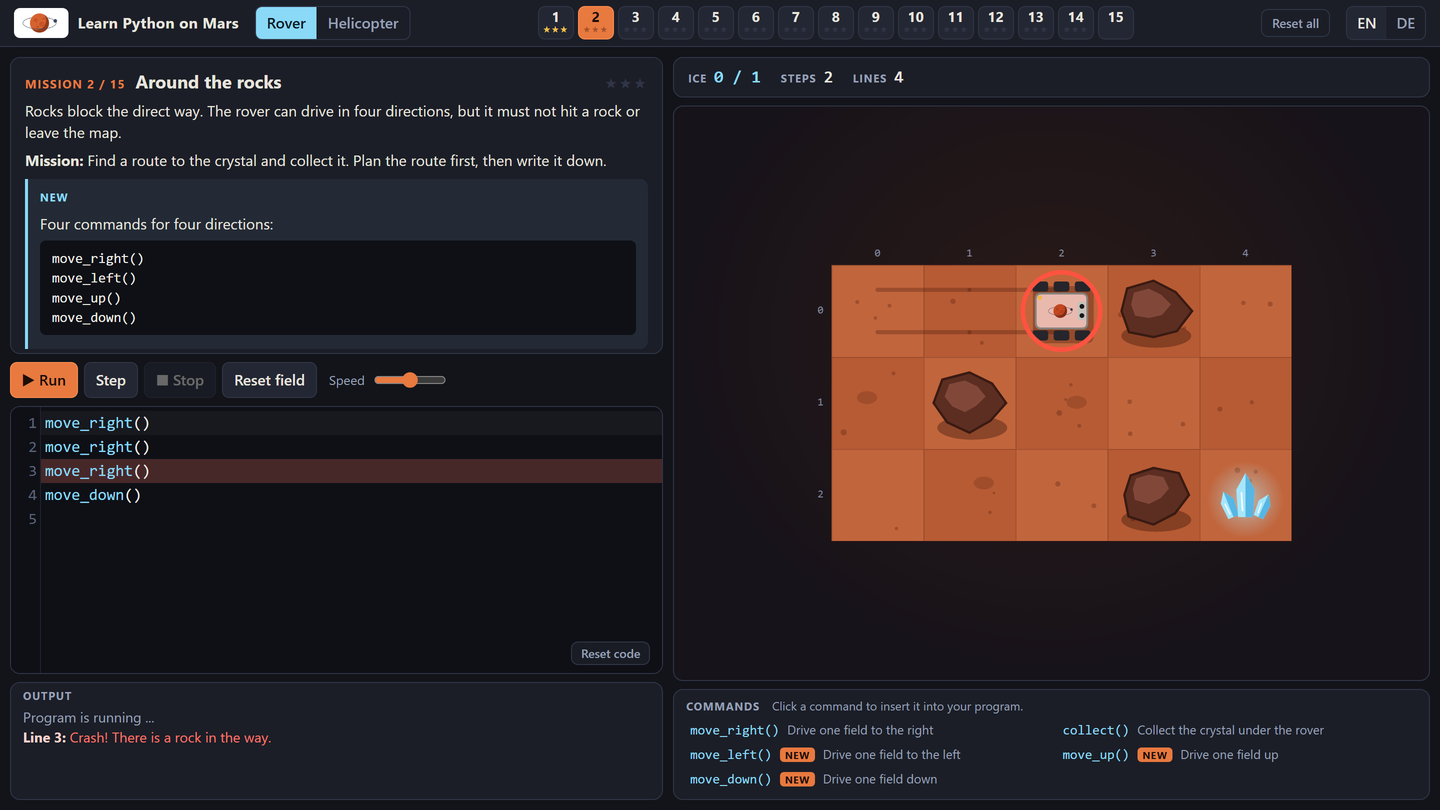 Learn Python on Mars
Rover
Helicopter
1 2 3 4 5 6 7 8 9 10 11 12 13 14 15
Reset all
EN DE
MISSION 2 / 15 Around the rocks
Rocks block the direct way. The rover can drive in four directions, but it must not hit a rock or
leave the map.
Mission: Find a route to the crystal and collect it. Plan the route first, then write it down.
NEW
Four commands for four directions:
move_right()
move_left()
move_up()
move_down()
Run Step Stop Reset field Speed
1 move_right()
2 move_right()
3 move_right()
4 move_down()
5
Reset code
OUTPUT
Program is running ...
Line 3: Crash! There is a rock in the way.
ICE 0 / 1 STEPS 2 LINES 4
0 1 2 3 4
0
1
2
COMMANDS Click a command to insert it into your program.
move_right() Drive one field to the right
collect() Collect the crystal under the rover
move_left() NEW Drive one field to the left
move_up() NEW Drive one field up
move_down() NEW Drive one field down